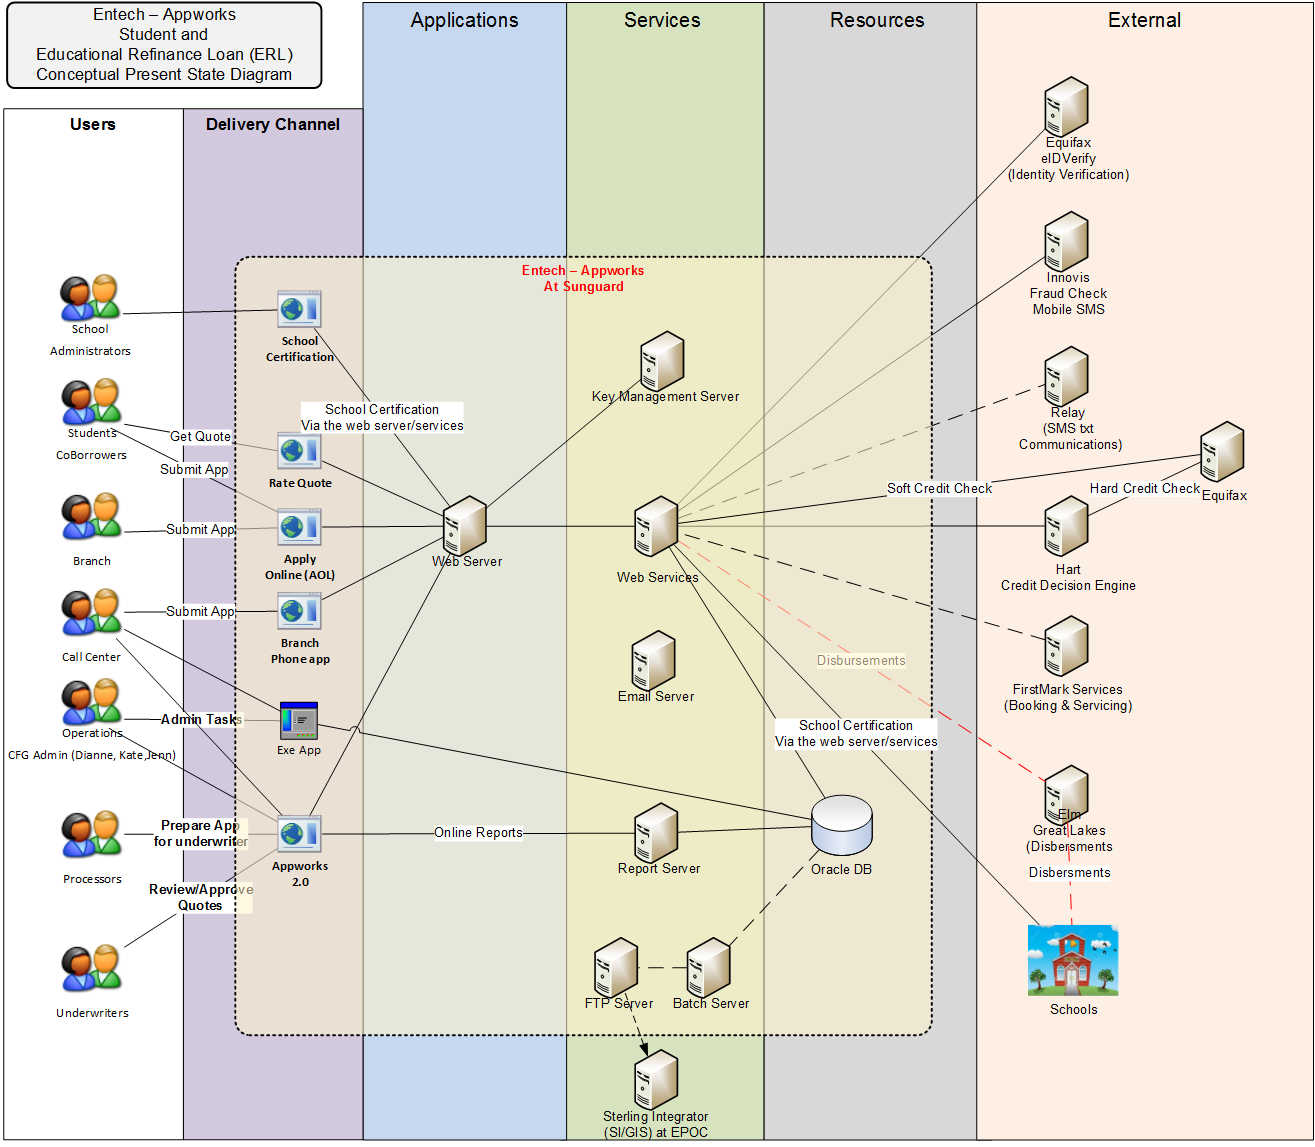 Entech – Appworks
Student and
Educational Refinance Loan (ERL)
Conceptual Present State Diagram
Applications
Services
Resources
External
Users
Delivery Channel
Entech – Appworks
At Sunguard
School
Administrators
Students
CoBorrowers
Branch
Call Center
Operations
CFG Admin (Dianne, Kate,Jenn)
Processors
Underwriters
Get Quote
Submit App
Submit App
Submit App
Admin Tasks
Prepare App
for underwriter
Review/Approve
Quotes
School
Certification
Rate Quote
Apply
Online (AOL)
Branch
Phone app
Exe App
Appworks
2.0
School Certification
Via the web server/services
Web Server
Online Reports
Key Management Server
Web Services
Email Server
Report Server
FTP Server
Batch Server
Sterling Integrator
(SI/GIS) at EPOC
Disbursements
School Certification
Via the web server/services
Oracle DB
Soft Credit Check
Hard Credit Check
Equifax
eIDVerify
(Identity Verification)
Innovis
Fraud Check
Mobile SMS
Relay
(SMS txt
Communications)
Equifax
Hart
Credit Decision Engine
FirstMark Services
(Booking & Servicing)
Elm
Great Lakes
(Disbersments
Disbersments
Schools